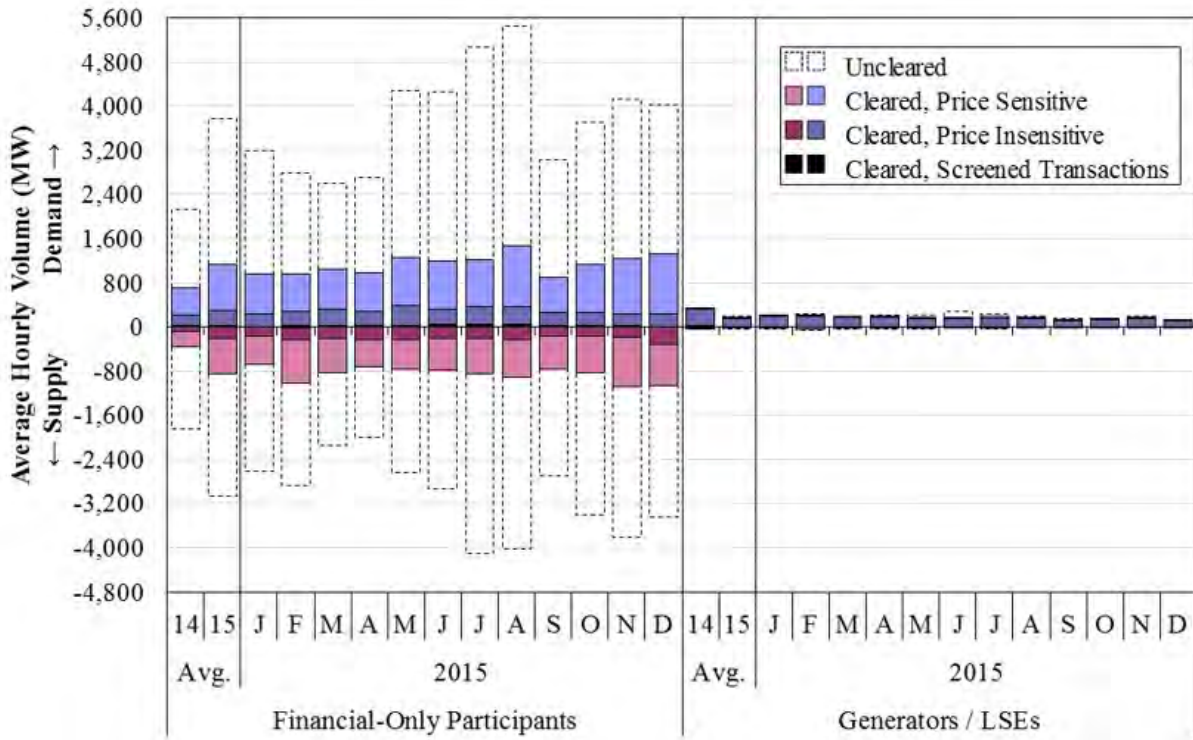 5,600
4,800
4,000
3,200
2,400
1,600
800
0
-800
-1,600
-2,400
-3,200
-4,000
-4,800
Average Hourly Volume (MW)
← Supply Demand →
Uncleared
Cleared, Price Sensitive
Cleared, Price Insensitive
Cleared, Screened Transactions
14 15 J F M A M J J A S O N D 14 15 J F M A M J J A S O N D
Avg. 2015 Avg. 2015
Financial-Only Participants Generators / LSEs